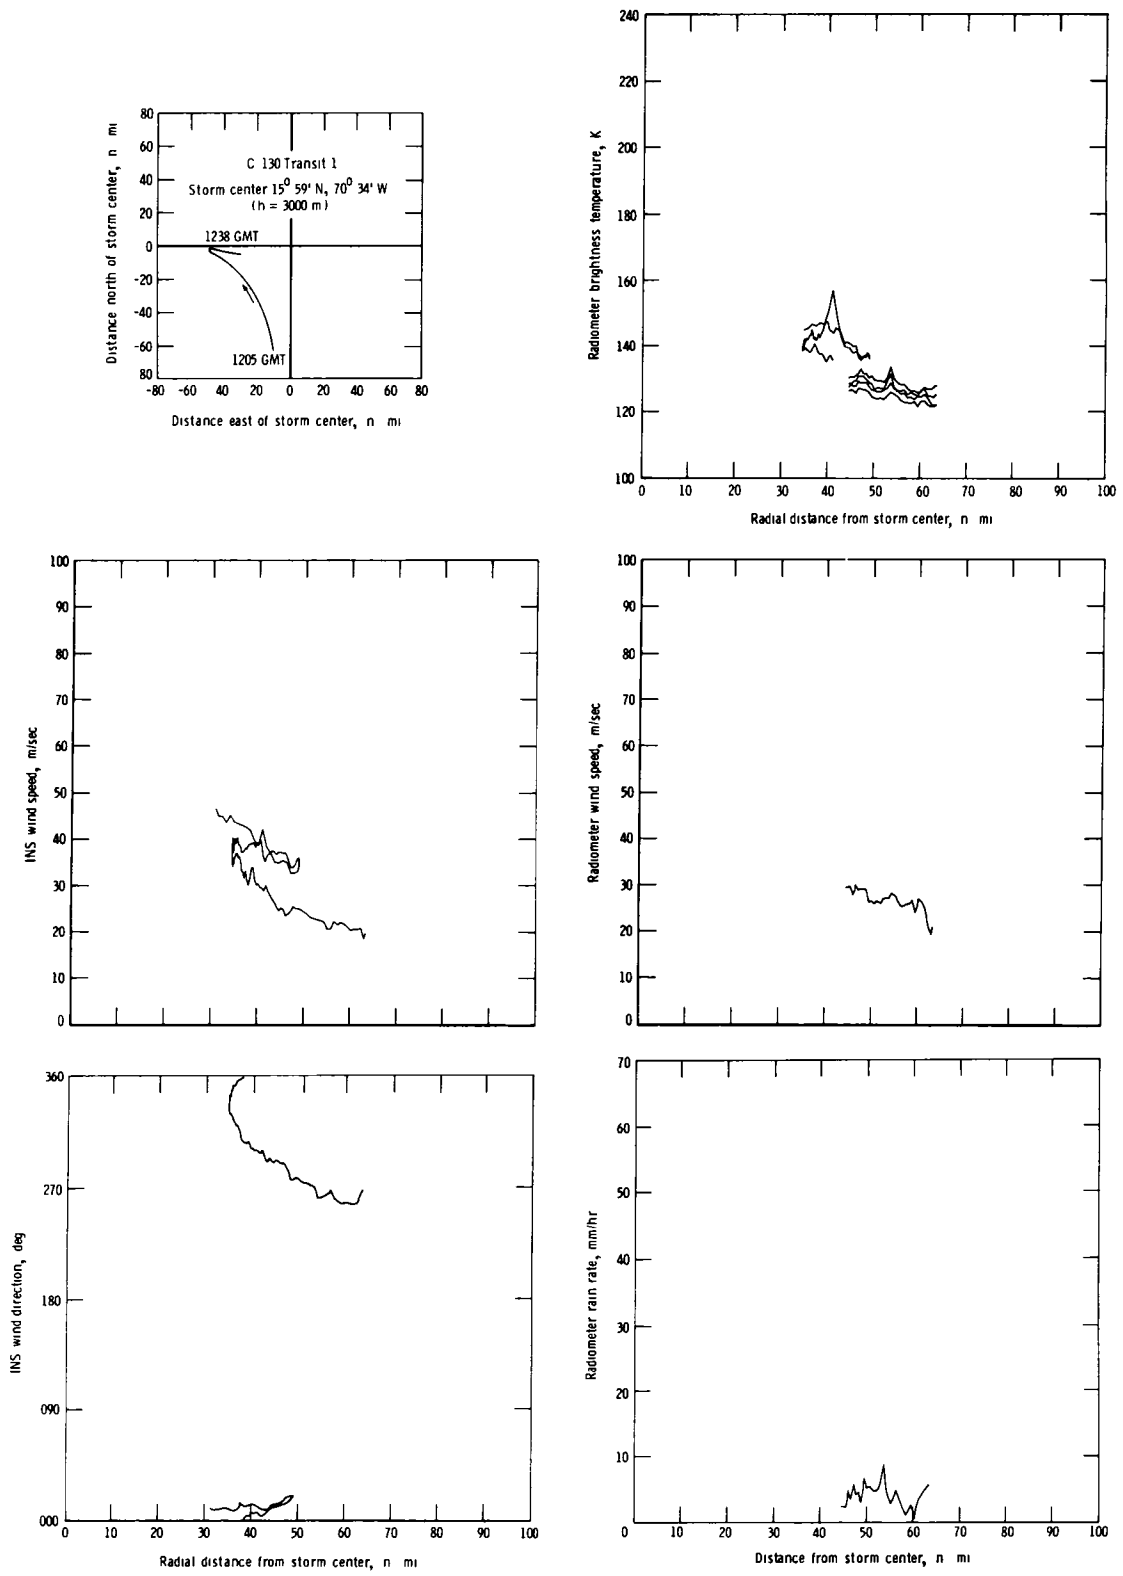 80
60
40
20
0
-20
-40
-60
80
Distance north of storm center, n mi
C 130 Transit 1
Storm center 15° 59' N, 70° 34' W
(h = 3000 m)
1238 GMT
1205 GMT
-80 -60 40 20 0 20 40 60 80
Distance east of storm center, n mi
240
220
200
180
160
140
120
100
Radiometer brightness temperature, K
0 10 20 30 40 50 60 70 80 90 100
Radial distance from storm center, n mi
100
90
80
70
60
50
40
30
20
10
0
INS wind speed, m/sec
100
90
80
70
60
50
40
30
20
10
0
Radiometer wind speed, m/sec
360
270
180
090
000
INS wind direction, deg
0 10 20 30 40 50 60 70 80 90 100
Radial distance from storm center, n mi
70
60
50
40
30
20
10
0
Radiometer rain rate, mm/hr
10 20 30 40 50 60 70 80 90 100
Distance from storm center, n mi